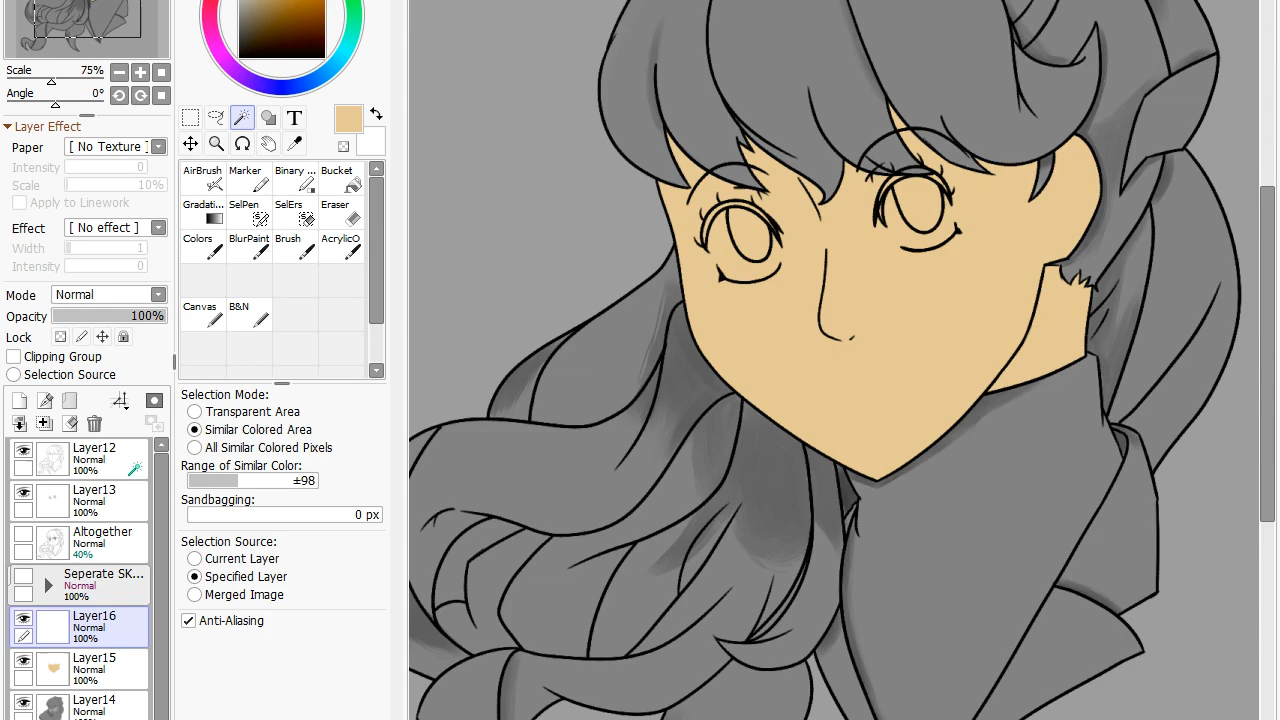 Scale 75%
Angle 0°
Layer Effect
Paper [ No Texture ]
Intensity 0
Scale 10%
Apply to Linework
Effect [ No effect ]
Width 1
Intensity 0
Mode Normal
Opacity 100%
Lock
Clipping Group
Selection Source
Layer12
Normal
100%
Layer13
Normal
100%
Altogether
Normal
40%
Seperate SK...
Normal
100%
Layer16
Normal
100%
Layer15
Normal
100%
Layer14
Normal
T
AirBrush Marker Binary ... Bucket
Gradati... SelPen SelErs Eraser
Colors BlurPaint Brush AcrylicO
Canvas B&N
Selection Mode:
Transparent Area
Similar Colored Area
All Similar Colored Pixels
Range of Similar Color:
±98
Sandbagging:
0 px
Selection Source:
Current Layer
Specified Layer
Merged Image
Anti-Aliasing